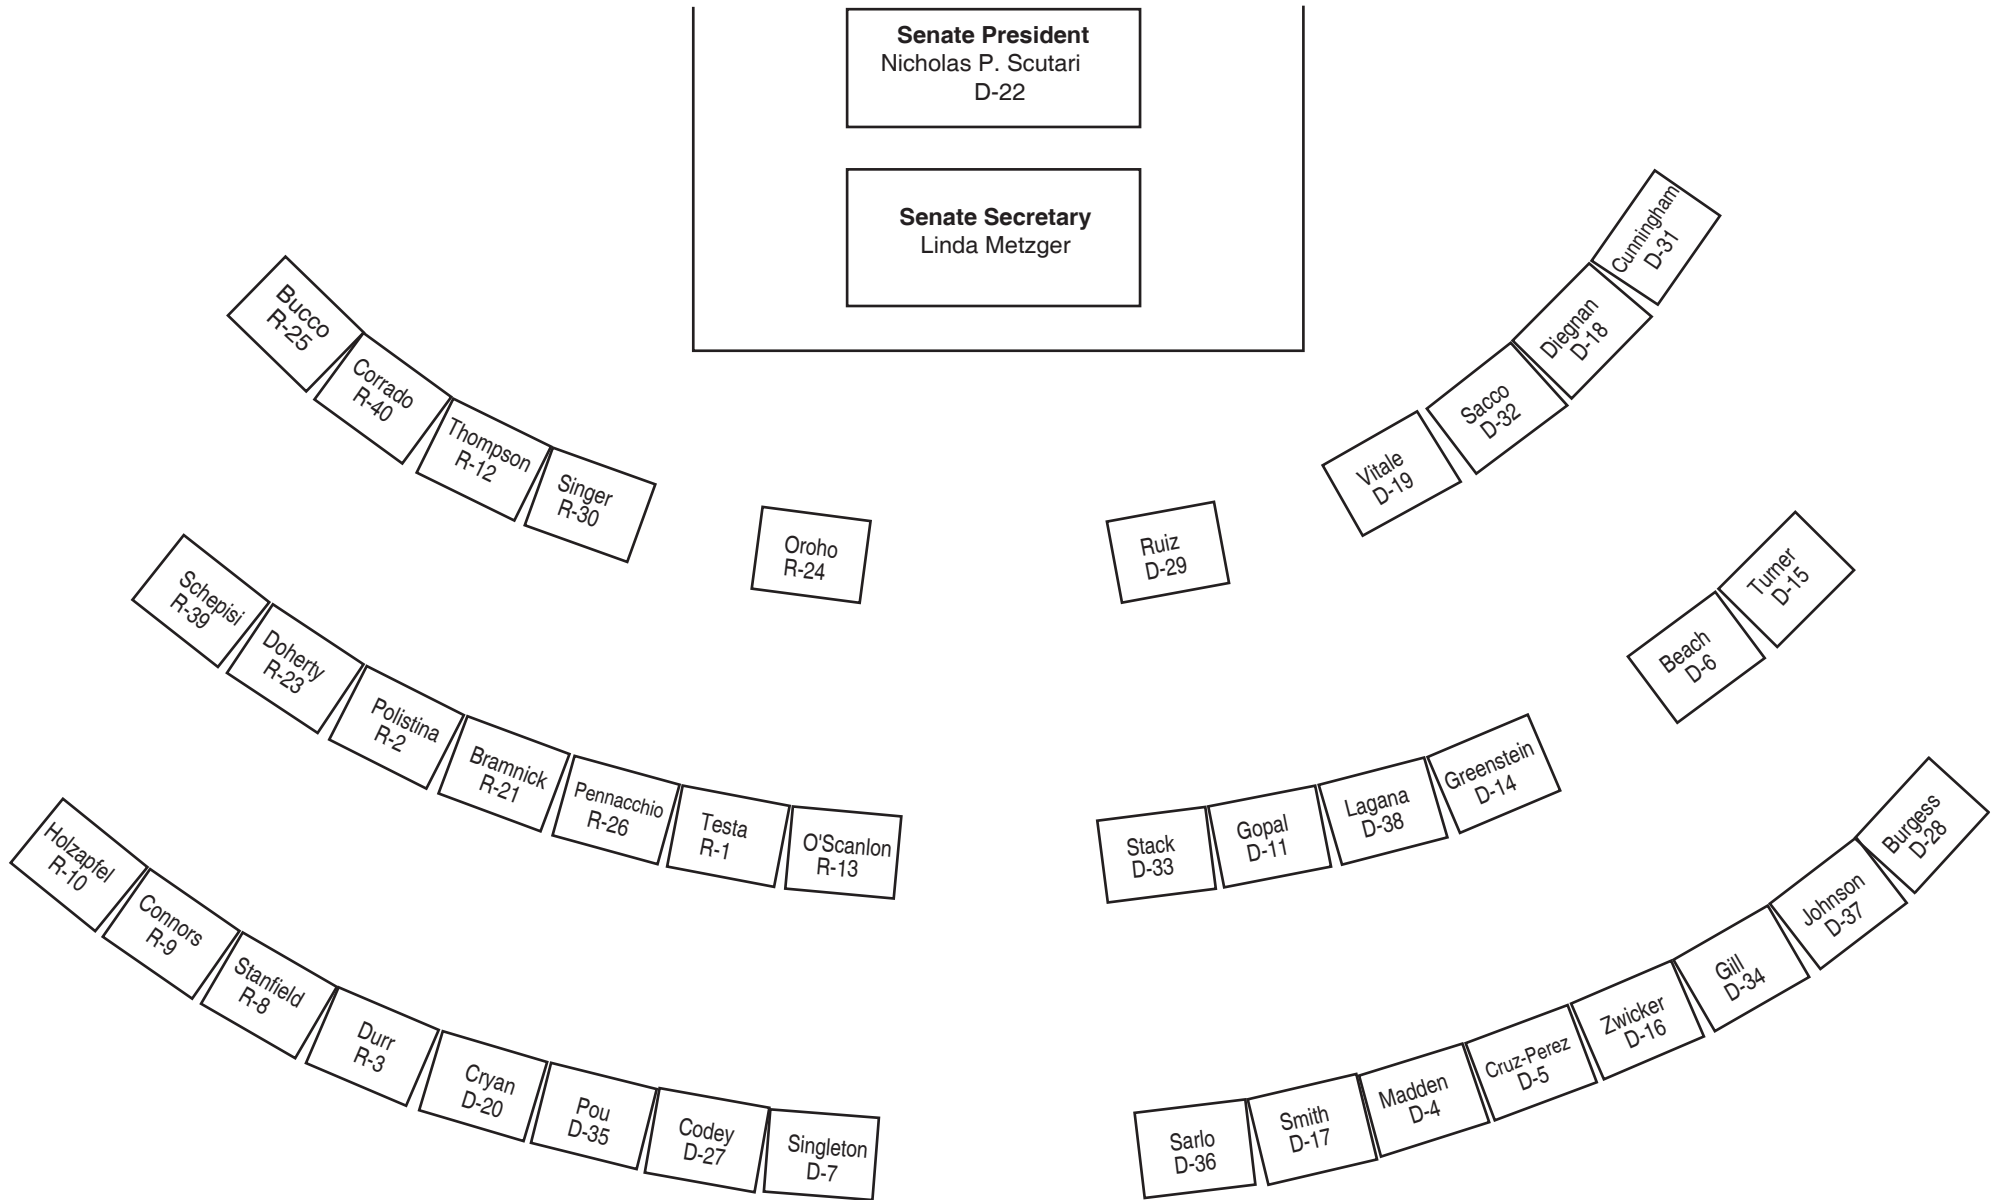 Senate President
Nicholas P. Scutari
D-22
Senate Secretary
Linda Metzger
Bucco
R-25
Corrado
R-40
Thompson
R-12
Singer
R-30
Oroho
R-24
Ruiz
D-29
Vitale
D-19
Sacco
D-32
Diegnan
D-18
Cunningham
D-31
Schepisi
R-39
Doherty
R-23
Polistina
R-2
Bramnick
R-21
Pennacchio
R-26
Testa
R-1
O'Scanlon
R-13
Stack
D-33
Gopal
D-11
Lagana
D-38
Greenstein
D-14
Beach
D-6
Turner
D-15
Holzapfel
R-10
Connors
R-9
Stanfield
R-8
Durr
R-3
Cryan
D-20
Pou
D-35
Codey
D-27
Singleton
D-7
Sarlo
D-36
Smith
D-17
Madden
D-4
Cruz-Perez
D-5
Zwicker
D-16
Gill
D-34
Johnson
D-37
Burgess
D-28